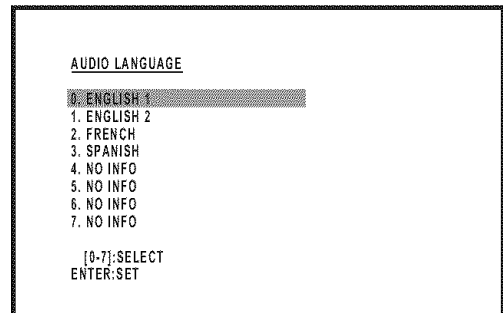 AUDIO LANGUAGE
0. ENGLISH 1
1. ENGLISH 2
2. FRENCH
3. SPANISH
4. NO INFO
5. NO INFO
6. NO INFO
7. NO INFO
[0-7]:SELECT
ENTER:SET